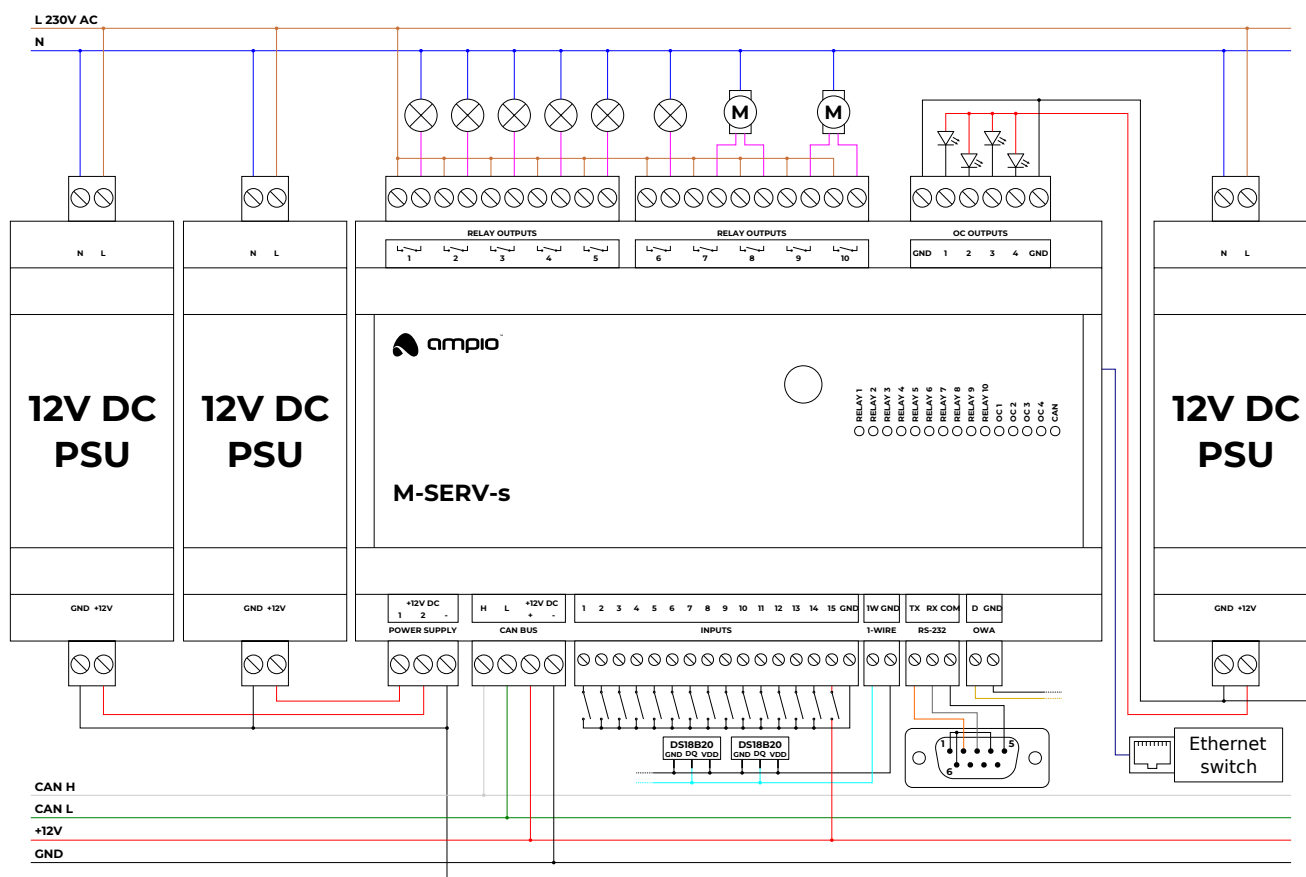 L 230V AC
N
N L
N L
RELAY OUTPUTS
1 2 3 4 5
RELAY OUTPUTS
6 7 8 9 10
OC OUTPUTS
GND 1 2 3 4 GND
N L
M
M
ampio
12V DC
PSU
12V DC
PSU
M-SERV-s
RELAY 1
RELAY 2
RELAY 3
RELAY 4
RELAY 5
RELAY 6
RELAY 7
RELAY 8
RELAY 9
RELAY 10
OC 1
OC 2
OC 3
OC 4
CAN
12V DC
PSU
GND +12V
GND +12V
+12V DC
1 2 -
POWER SUPPLY
H L +12V DC
+ -
CAN BUS
1 2 3 4 5 6 7 8 9 10 11 12 13 14 15 GND
INPUTS
1W GND
1-WIRE
TX RX COM
RS-232
D GND
OWA
GND +12V
DS18B20
GND DQ VDD
DS18B20
GND DQ VDD
1 5
6
Ethernet
switch
CAN H
CAN L
+12V
GND